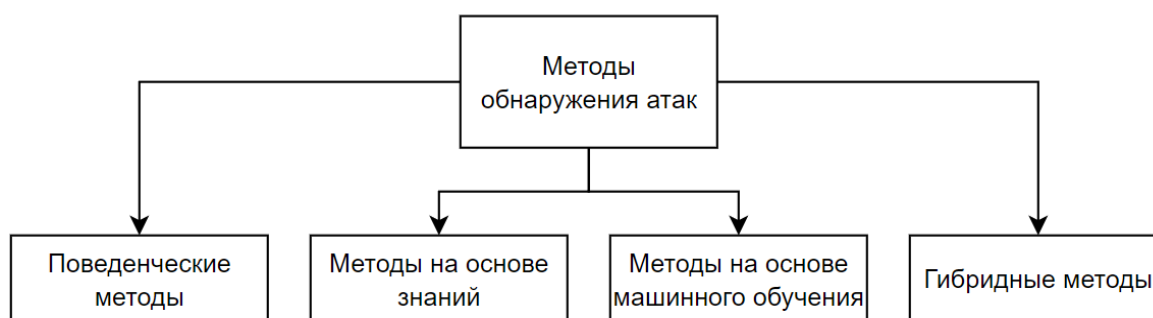 Методы
обнаружения атак
Поведенческие
методы
Методы на основе
знаний
Методы на основе
машинного обучения
Гибридные методы